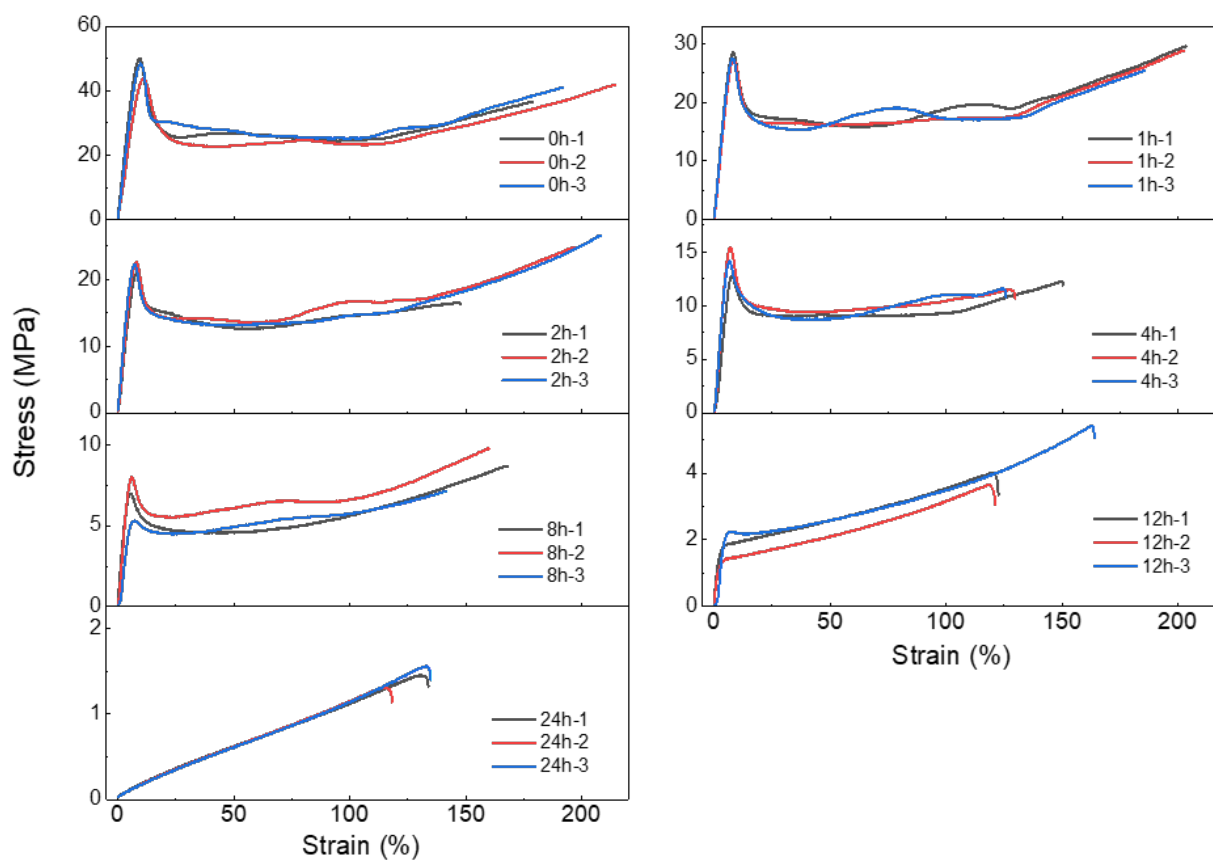 Stress (MPa)
60
40
20
0
0h-1
0h-2
0h-3
30
20
10
0
1h-1
1h-2
1h-3
20
10
0
2h-1
2h-2
2h-3
15
10
5
0
4h-1
4h-2
4h-3
10
5
0
8h-1
8h-2
8h-3
4
2
0
12h-1
12h-2
12h-3
0 50 100 150 200
Strain (%)
2
1
0
24h-1
24h-2
24h-3
0 50 100 150 200
Strain (%)